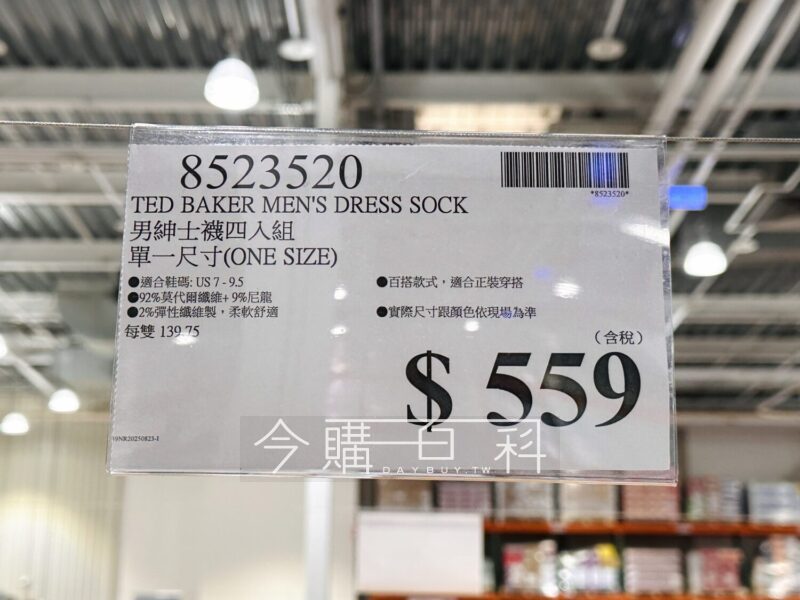 8523520
*8523520*
TED BAKER MEN'S DRESS SOCK
男紳士襪四入組
單一尺寸(ONE SIZE)
●適合鞋碼: US 7 - 9.5
●百搭款式，適合正裝穿搭
●92%莫代爾纖維+ 9%尼龍
●2%彈性纖維製，柔軟舒適
●實際尺寸跟顏色依現場為準
每雙 139.75
（含稅）
$ 559
今購百科
DAYBUY.TW